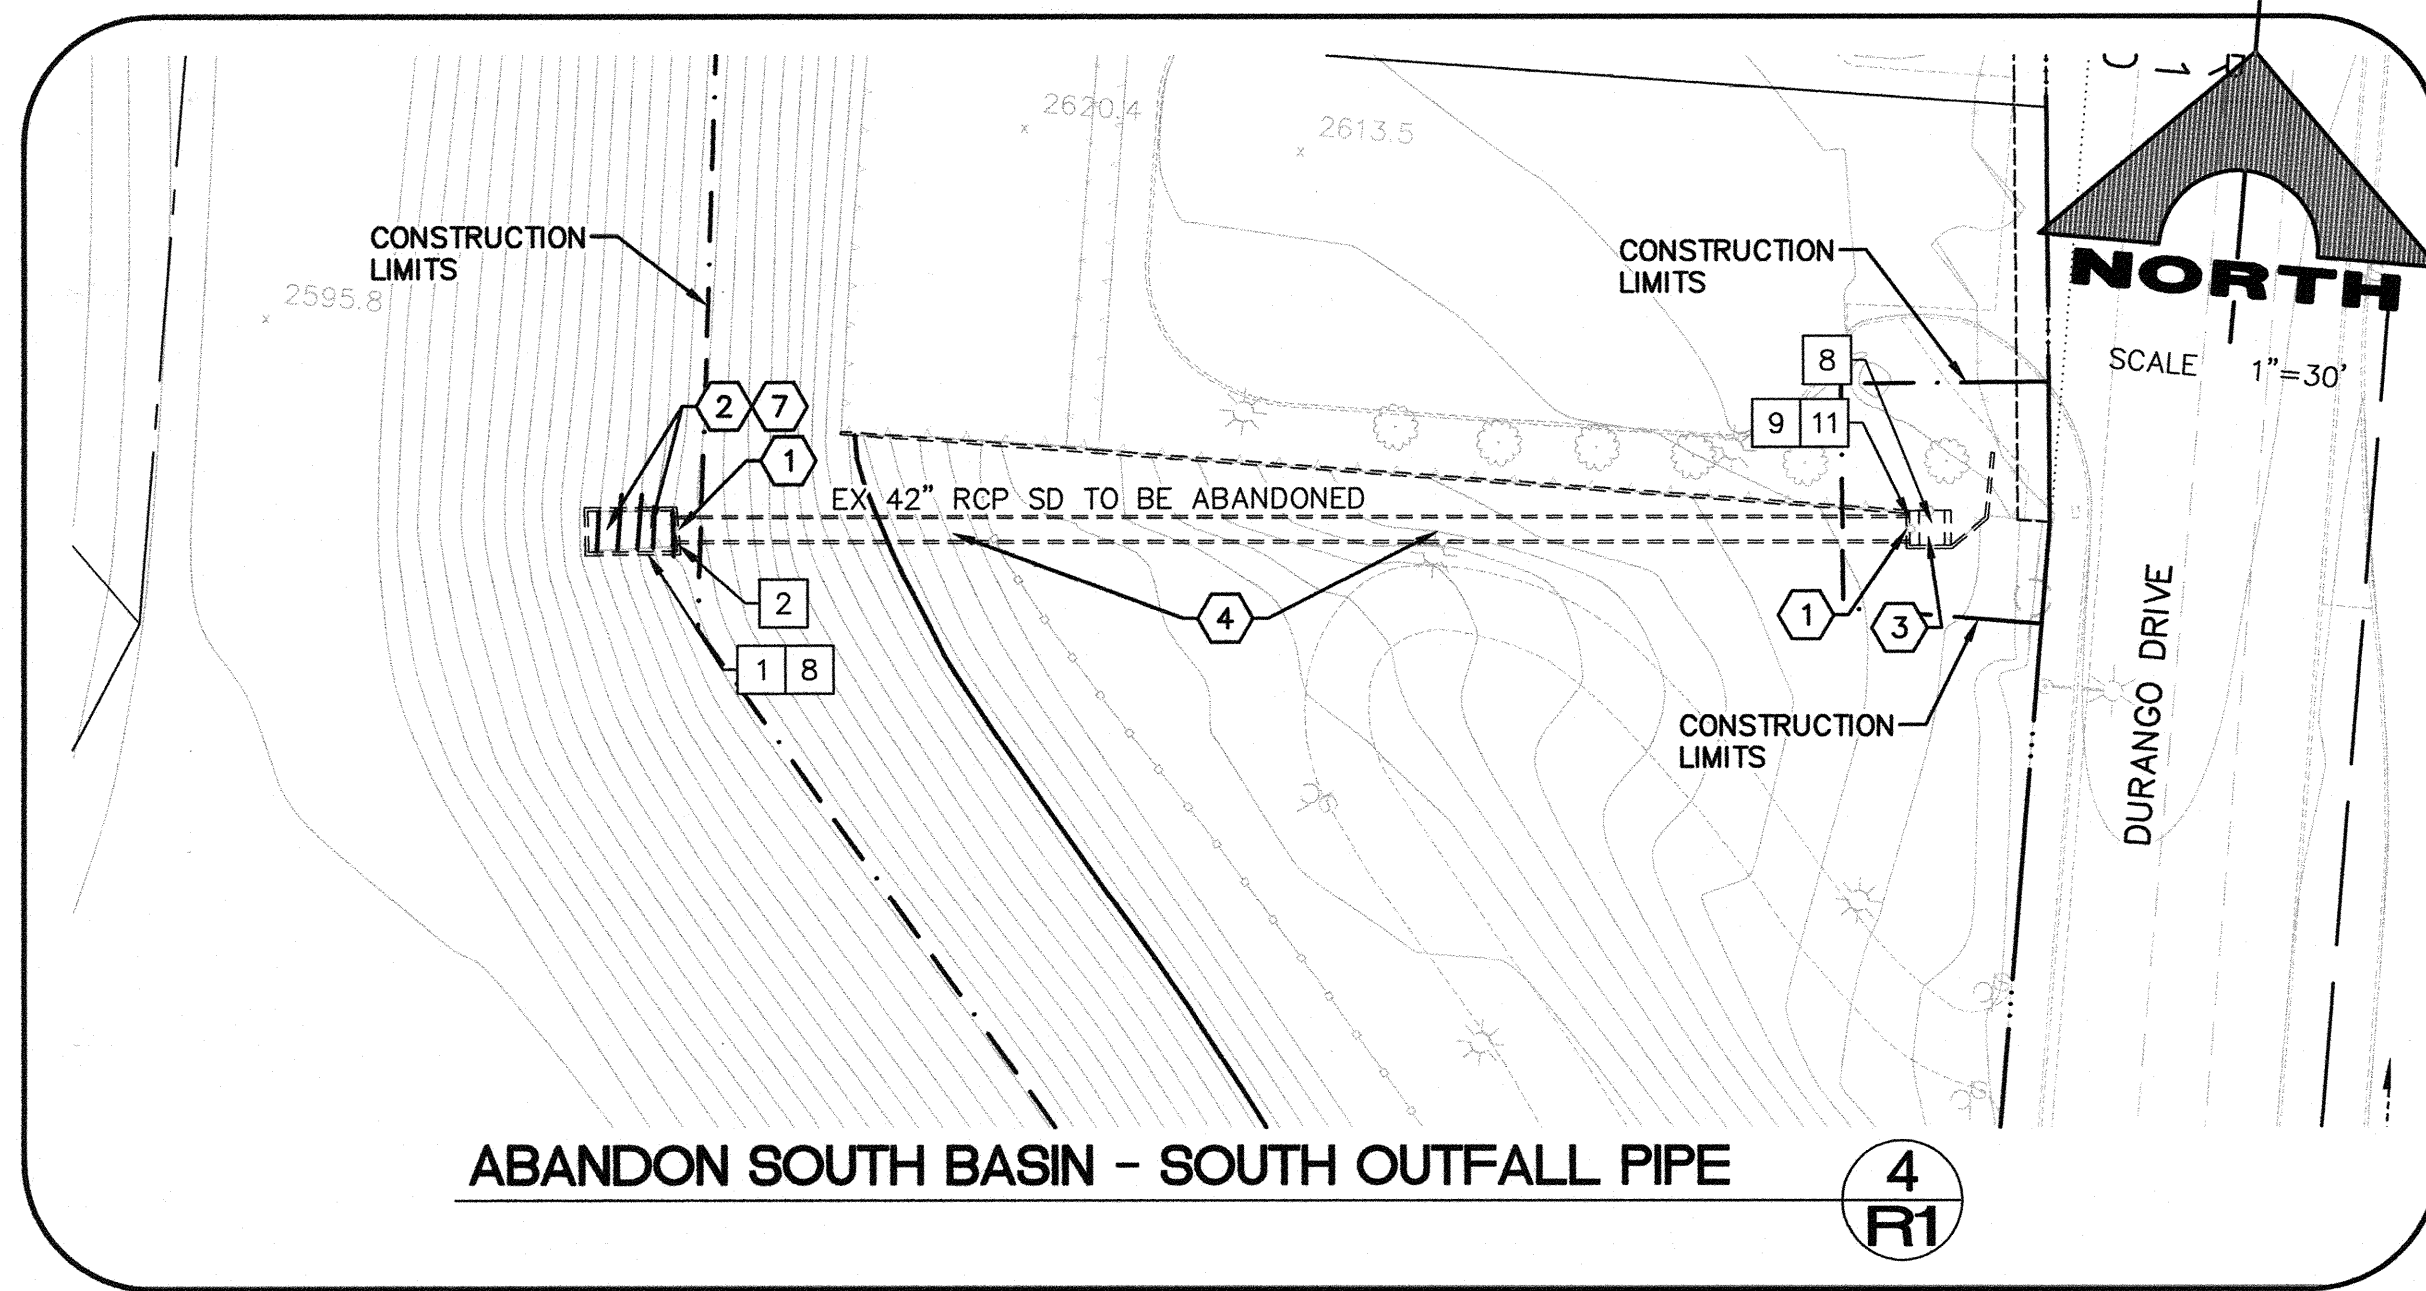 2620.4
2613.5
CONSTRUCTION
LIMITS
2595.8
CONSTRUCTION
LIMITS
NORTH
SCALE 1"=30'
8
2 7
9 11
1
EX 42" RCP SD TO BE ABANDONED
2
4
1
3
1 8
CONSTRUCTION
LIMITS
DURANGO DRIVE
ABANDON SOUTH BASIN - SOUTH OUTFALL PIPE
4
R1